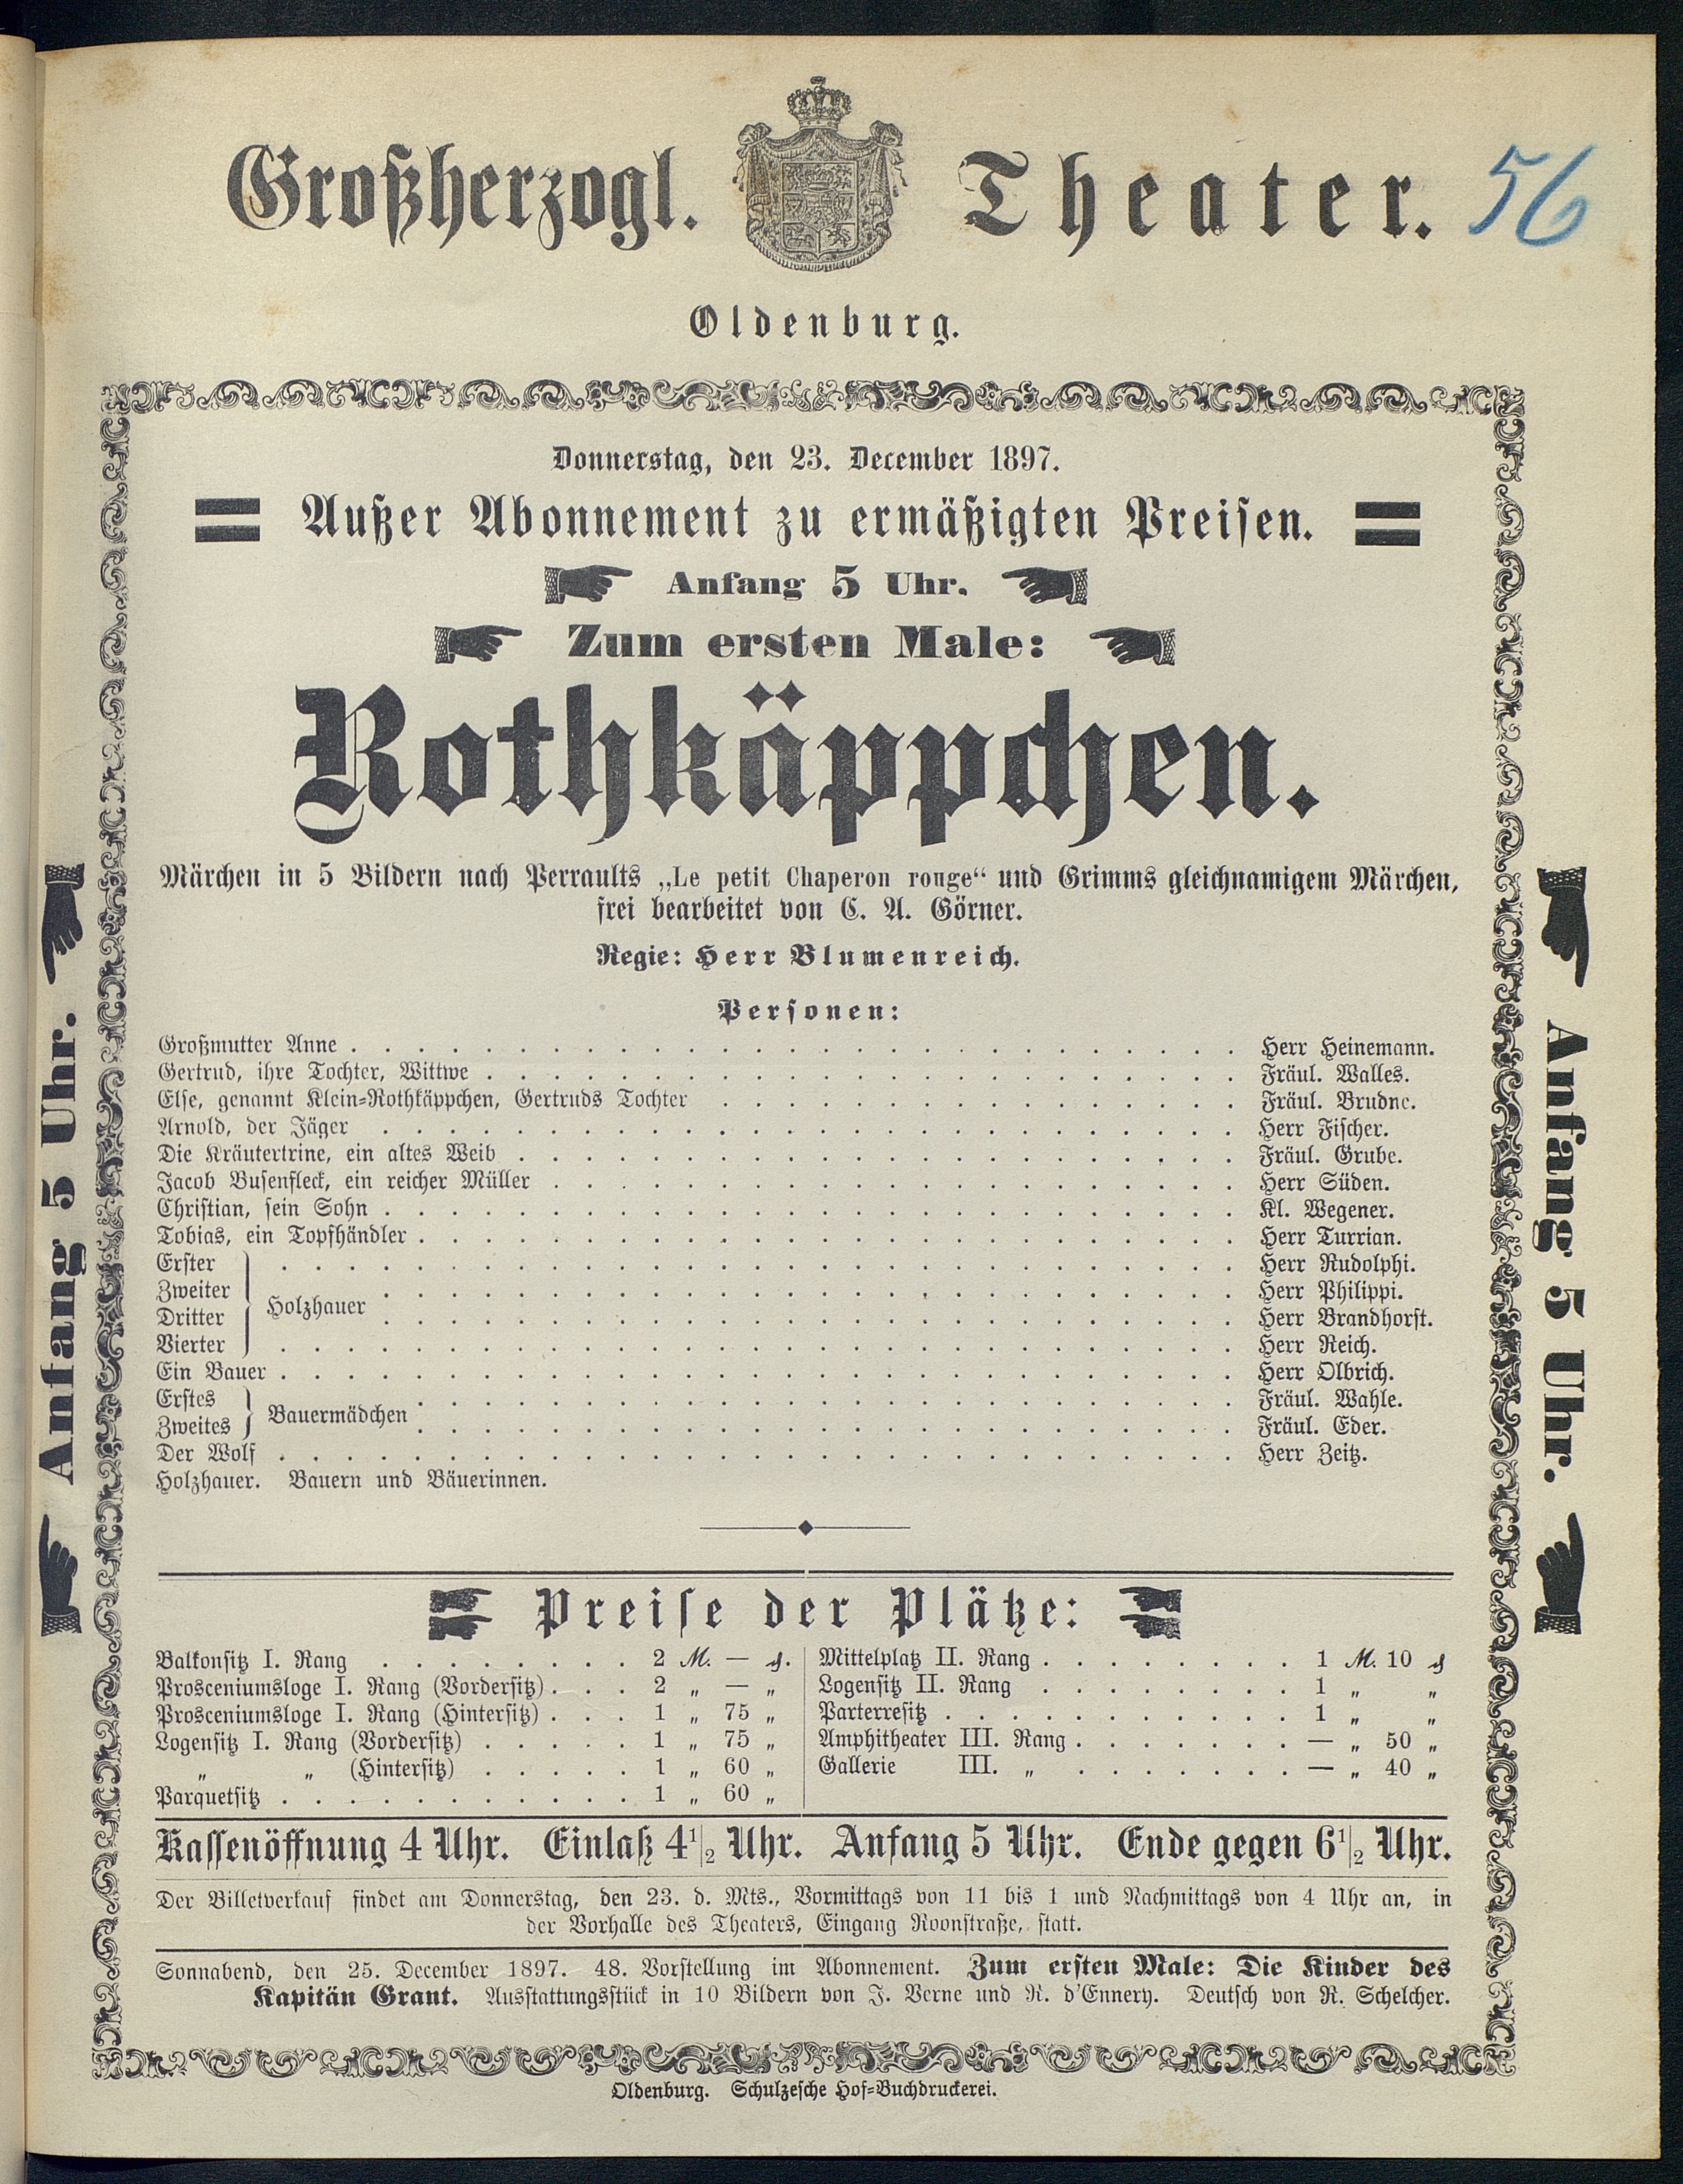 Großherzogl. Theater. 56
Oldenburg.
Donnerstag, den 23. December 1897.
Außer Abonnement zu ermäßigten Preisen.
Anfang 5 Uhr.
Zum ersten Male:
Rothkäppchen.
Märchen in 5 Bildern nach Perraults „Le petit Chaperon rouge“ und Grimms gleichnamigem Märchen,
frei bearbeitet von C. A. Görner.
Regie: Herr Blumenreich.
Personen:
Großmutter Anne . . . Herr Heinemann.
Gertrud, ihre Tochter, Wittwe . . . Fräul. Walles.
Else, genannt Klein-Rothkäppchen, Gertruds Tochter . . . Fräul. Brudne.
Arnold, der Jäger . . . Herr Fischer.
Die Kräutertrine, ein altes Weib . . . Fräul. Grube.
Jacob Busenfleck, ein reicher Müller . . . Herr Süden.
Christian, sein Sohn . . . Kl. Wegener.
Tobias, ein Topfhändler . . . Herr Turrian.
Erster . . . Herr Rudolphi.
Zweiter . . . Herr Philippi.
Holzhauer
Dritter . . . Herr Brandhorst.
Vierter . . . Herr Reich.
Ein Bauer . . . Herr Olbrich.
Erstes . . . Fräul. Wahle.
Bauermädchen
Zweites . . . Fräul. Eder.
Der Wolf . . . Herr Zeitz.
Holzhauer. Bauern und Bäuerinnen.
Preise der Plätze:
Balkonsitz I. Rang . . . 2 M. — ₰.
Prosceniumsloge I. Rang (Vordersitz) . . . 2 „ — „
Prosceniumsloge I. Rang (Hintersitz) . . . 1 „ 75 „
Logensitz I. Rang (Vordersitz) . . . 1 „ 75 „
„ „ (Hintersitz) . . . 1 „ 60 „
Parquetsitz . . . 1 „ 60 „
Mittelplatz II. Rang . . . 1 M. 10 ₰
Logensitz II. Rang . . . 1 „ „
Parterresitz . . . 1 „ „
Amphitheater III. Rang . . . — „ 50 „
Gallerie III. „ . . . — „ 40 „
Kassenöffnung 4 Uhr. Einlaß 4 1/2 Uhr. Anfang 5 Uhr. Ende gegen 6 1/2 Uhr.
Der Billetverkauf findet am Donnerstag, den 23. d. Mts., Vormittags von 11 bis 1 und Nachmittags von 4 Uhr an, in
der Vorhalle des Theaters, Eingang Roonstraße, statt.
Sonnabend, den 25. December 1897. 48. Vorstellung im Abonnement. Zum ersten Male: Die Kinder des
Kapitän Grant. Ausstattungsstück in 10 Bildern von J. Verne und R. d'Ennery. Deutsch von R. Schelcher.
Oldenburg. Schulzesche Hof-Buchdruckerei.
Anfang 5 Uhr.
Anfang 5 Uhr.